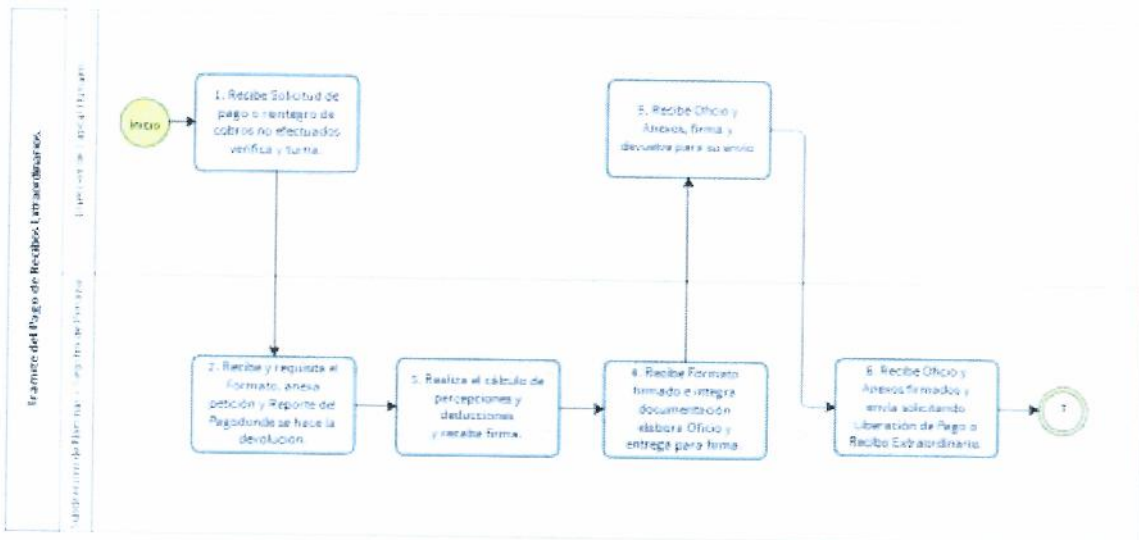 Tramite del Pago de Recibos Extraordinarios.
Inicio
1. Recibe Solicitud de
pago o reintegro de
cobros no efectuados
verifica y turna.
2. Recibe y requisita el
Formato, anexa
petición y Reporte del
Pago donde se hace la
devolución.
3. Realiza el cálculo de
percepciones y
deducciones
y recaba firma.
4. Recibe Formato
firmado e integra
documentación
elabora Oficio y
entrega para firma
5. Recibe Oficio y
Anexos, firma y
devuelve para su envío
6. Recibe Oficio y
Anexos firmados y
envía solicitando
Liberación de Pago o
Recibo Extraordinario.